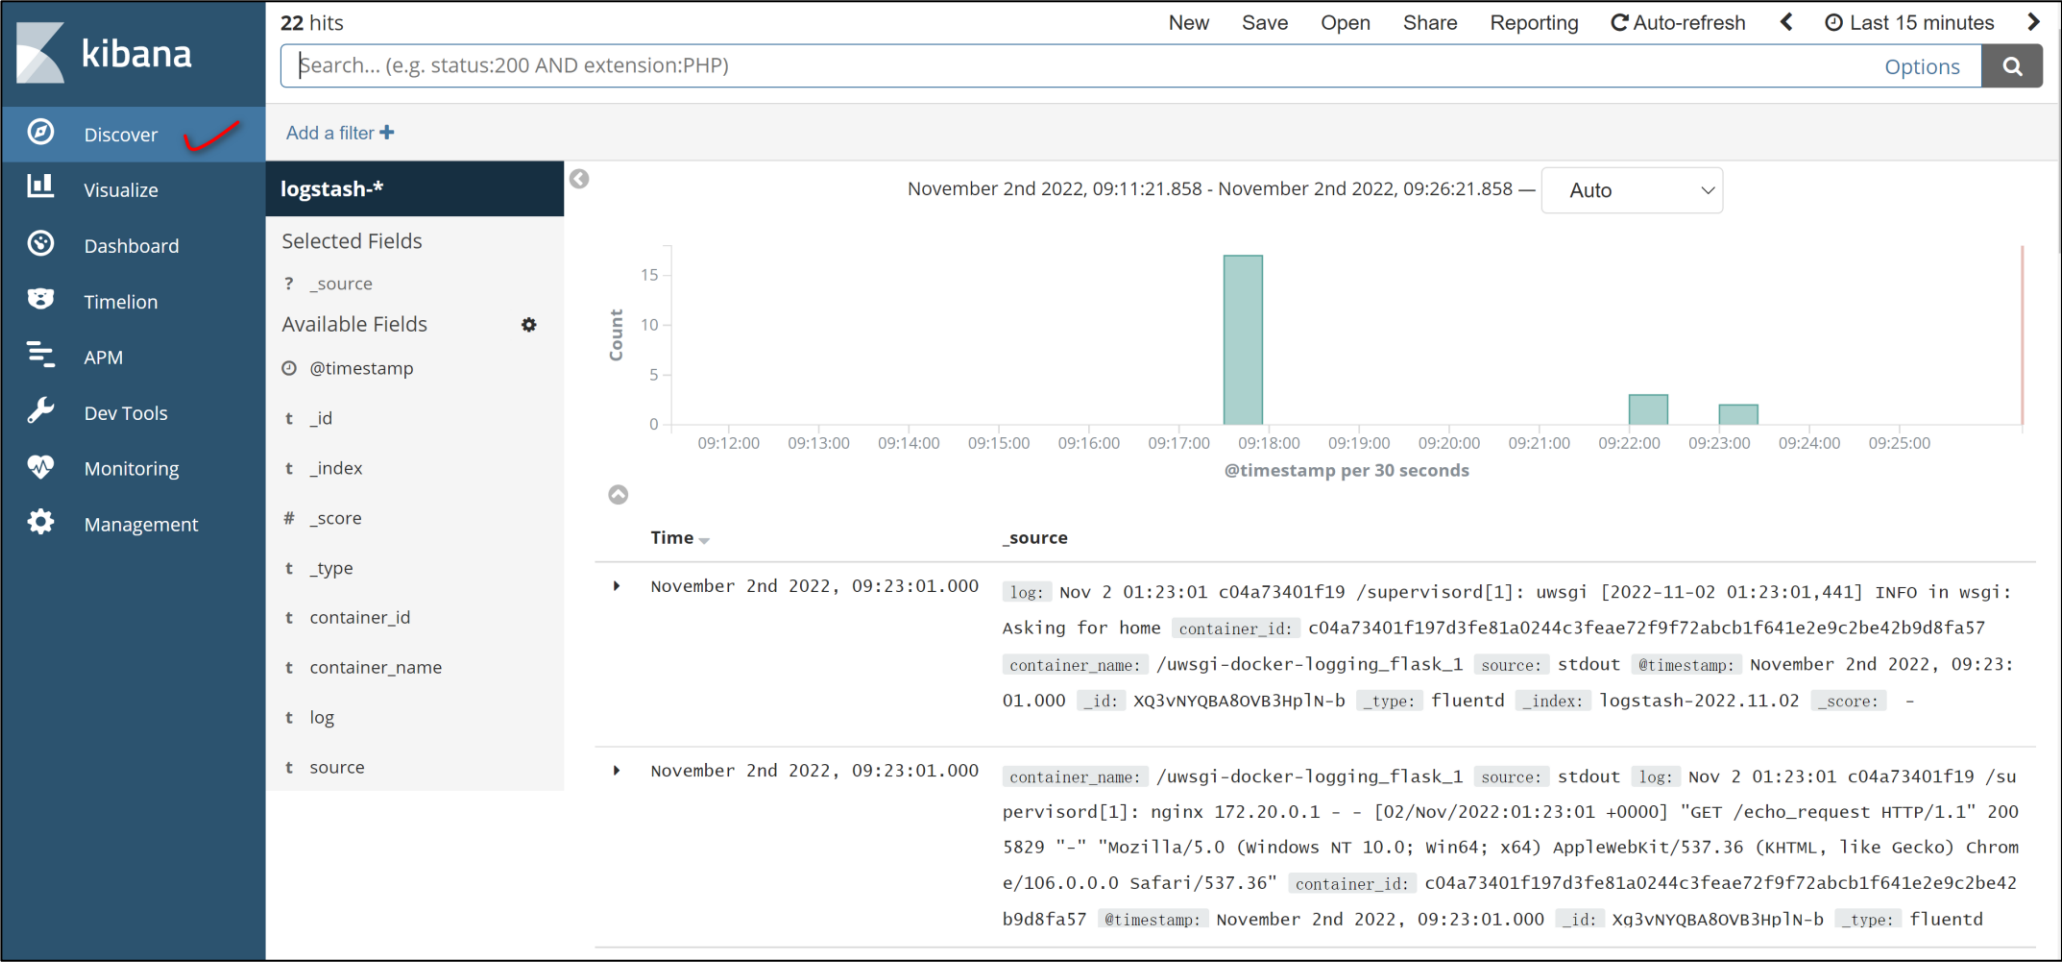 kibana
Discover
Visualize
Dashboard
Timelion
APM
Dev Tools
Monitoring
Management
22 hits
New Save Open Share Reporting Auto-refresh Last 15 minutes
Search... (e.g. status:200 AND extension:PHP) Options
Add a filter +
logstash-*
Selected Fields
? _source
Available Fields
@timestamp
t _id
t _index
# _score
t _type
t container_id
t container_name
t log
t source
November 2nd 2022, 09:11:21.858 - November 2nd 2022, 09:26:21.858 — Auto
Count
15
10
5
0
09:12:00 09:13:00 09:14:00 09:15:00 09:16:00 09:17:00 09:18:00 09:19:00 09:20:00 09:21:00 09:22:00 09:23:00 09:24:00 09:25:00
@timestamp per 30 seconds
Time _source
November 2nd 2022, 09:23:01.000 log: Nov 2 01:23:01 c04a73401f19 /supervisord[1]: uwsgi [2022-11-02 01:23:01,441] INFO in wsgi:
Asking for home container_id: c04a73401f197d3fe81a0244c3feae72f9f72abcb1f641e2e9c2be42b9d8fa57
container_name: /uwsgi-docker-logging_flask_1 source: stdout @timestamp: November 2nd 2022, 09:23:
01.000 _id: XQ3vNYQBA8OVB3HplN-b _type: fluentd _index: logstash-2022.11.02 _score: -
November 2nd 2022, 09:23:01.000 container_name: /uwsgi-docker-logging_flask_1 source: stdout log: Nov 2 01:23:01 c04a73401f19 /su
pervisord[1]: nginx 172.20.0.1 - - [02/Nov/2022:01:23:01 +0000] "GET /echo_request HTTP/1.1" 200
5829 "-" "Mozilla/5.0 (Windows NT 10.0; Win64; x64) AppleWebKit/537.36 (KHTML, like Gecko) Chrom
e/106.0.0.0 Safari/537.36" container_id: c04a73401f197d3fe81a0244c3feae72f9f72abcb1f641e2e9c2be42
b9d8fa57 @timestamp: November 2nd 2022, 09:23:01.000 _id: Xg3vNYQBA8OVB3HplN-b _type: fluentd